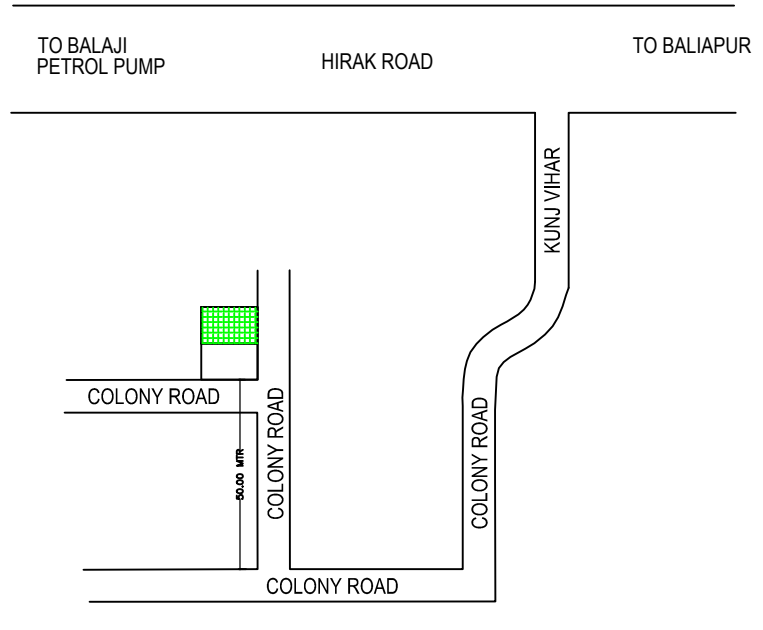 TO BALAJI
PETROL PUMP
HIRAK ROAD
TO BALIAPUR
KUNJ VIHAR
COLONY ROAD
COLONY ROAD
COLONY ROAD
50.00 MTR
COLONY ROAD